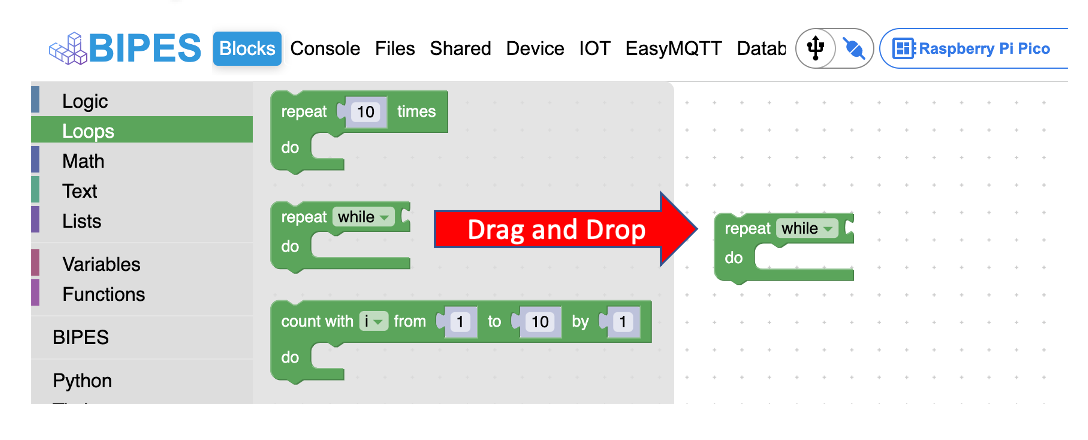 BIPES Blocks Console Files Shared Device IOT EasyMQTT Datab Raspberry Pi Pico
Logic
Loops
Math
Text
Lists
Variables
Functions
BIPES
Python
repeat 10 times
do
repeat while
do
count with i from 1 to 10 by 1
do
Drag and Drop
repeat while
do